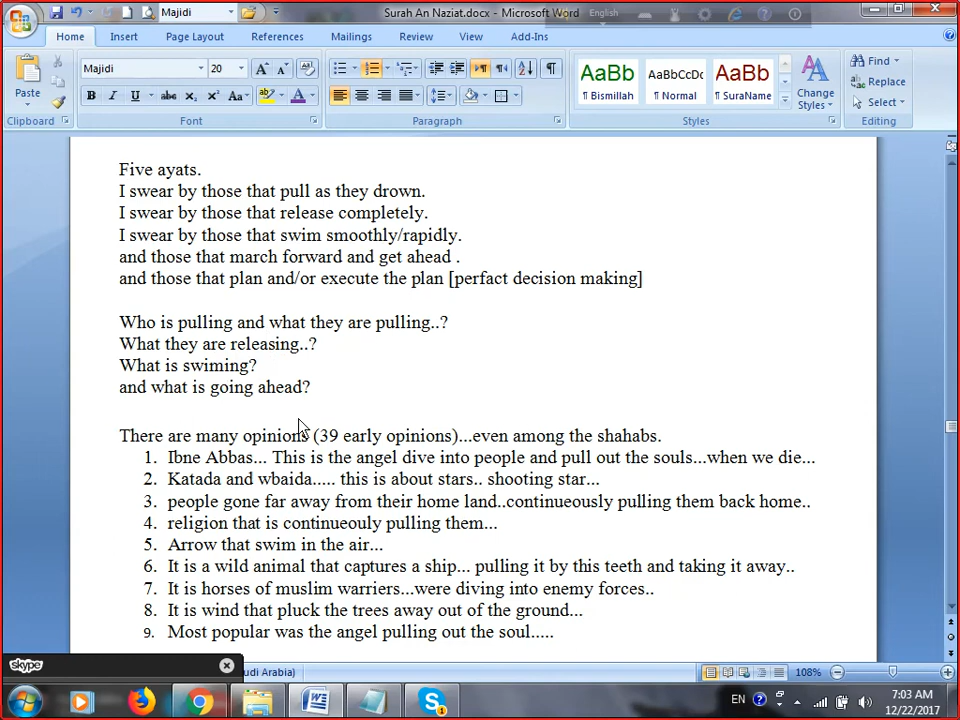 Majidi
Surah An Naziat.docx - Microsoft Word
English
Home Insert Page Layout References Mailings Review View Add-Ins
Paste
Majidi 20
AaBb AaBbCcDc AaBb
¶ Bismillah ¶ Normal ¶ SuraName
Change Styles
Find
Replace
Select
Clipboard Font Paragraph Styles Editing
Five ayats.
I swear by those that pull as they drown.
I swear by those that release completely.
I swear by those that swim smoothly/rapidly.
and those that march forward and get ahead .
and those that plan and/or execute the plan [perfact decision making]
Who is pulling and what they are pulling..?
What they are releasing..?
What is swiming?
and what is going ahead?
There are many opinions (39 early opinions)...even among the shahabs.
1. Ibne Abbas... This is the angel dive into people and pull out the souls...when we die...
2. Katada and wbaida..... this is about stars.. shooting star...
3. people gone far away from their home land..continueously pulling them back home..
4. religion that is continueouly pulling them...
5. Arrow that swim in the air...
6. It is a wild animal that captures a ship... pulling it by this teeth and taking it away..
7. It is horses of muslim warriers...were diving into enemy forces..
8. It is wind that pluck the trees away out of the ground...
9. Most popular was the angel pulling out the soul.....
skype
udi Arabia)
108%
EN
7:03 AM
12/22/2017